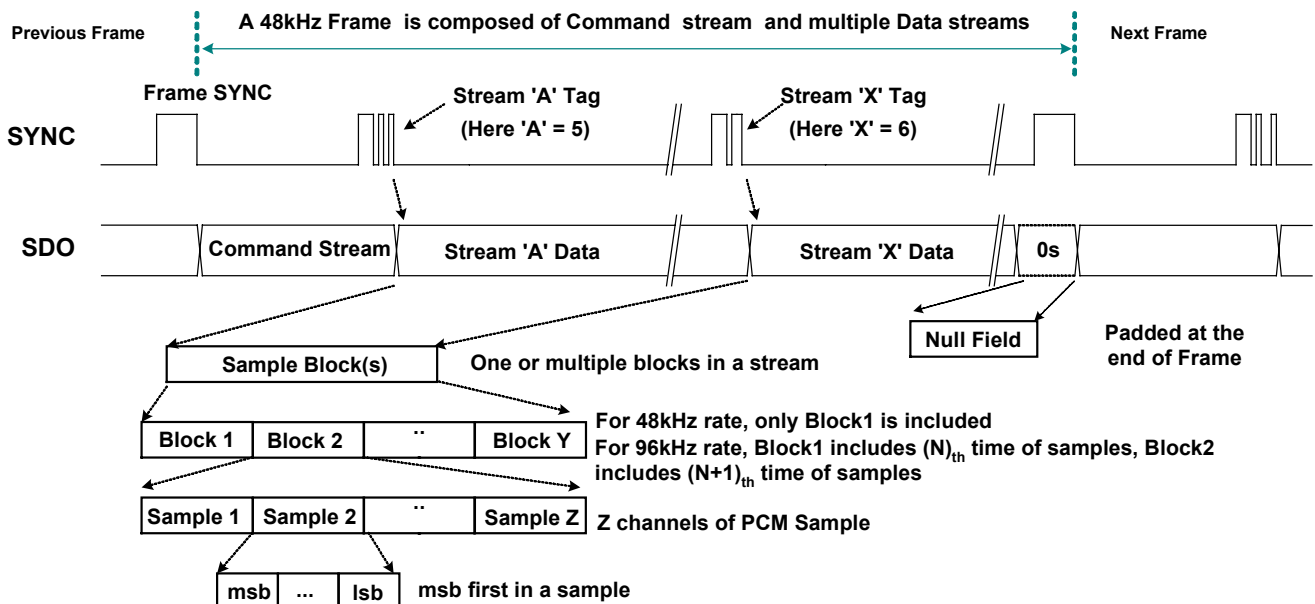 A 48kHz Frame is composed of Command stream and multiple Data streams
Previous Frame
Next Frame
Frame SYNC
Stream 'A' Tag
(Here 'A' = 5)
Stream 'X' Tag
(Here 'X' = 6)
SYNC
SDO
Command Stream
Stream 'A' Data
Stream 'X' Data
0s
Null Field
Padded at the
end of Frame
Sample Block(s)
One or multiple blocks in a stream
Block 1
Block 2
..
Block Y
For 48kHz rate, only Block1 is included
For 96kHz rate, Block1 includes (N)th time of samples, Block2
includes (N+1)th time of samples
Sample 1
Sample 2
..
Sample Z
Z channels of PCM Sample
msb
...
lsb
msb first in a sample